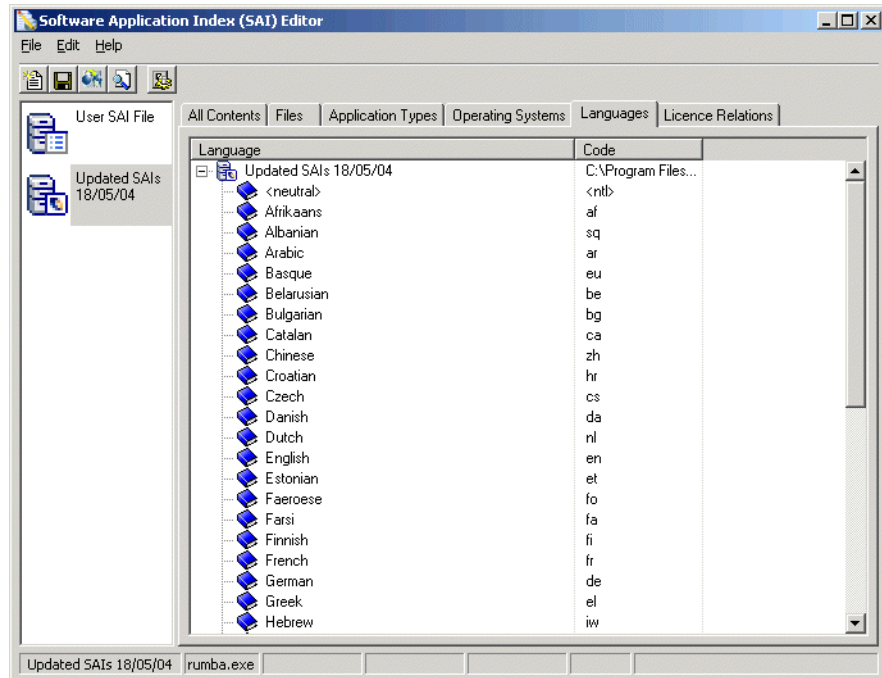 Software Application Index (SAI) Editor
File Edit Help
User SAI File
Updated SAIs
18/05/04
All Contents Files Application Types Operating Systems Languages Licence Relations
Language Code
Updated SAIs 18/05/04 C:\Program Files...
<neutral> <ntl>
Afrikaans af
Albanian sq
Arabic ar
Basque eu
Belarusian be
Bulgarian bg
Catalan ca
Chinese zh
Croatian hr
Czech cs
Danish da
Dutch nl
English en
Estonian et
Faeroese fo
Farsi fa
Finnish fi
French fr
German de
Greek el
Hebrew iw
Updated SAIs 18/05/04 rumba.exe